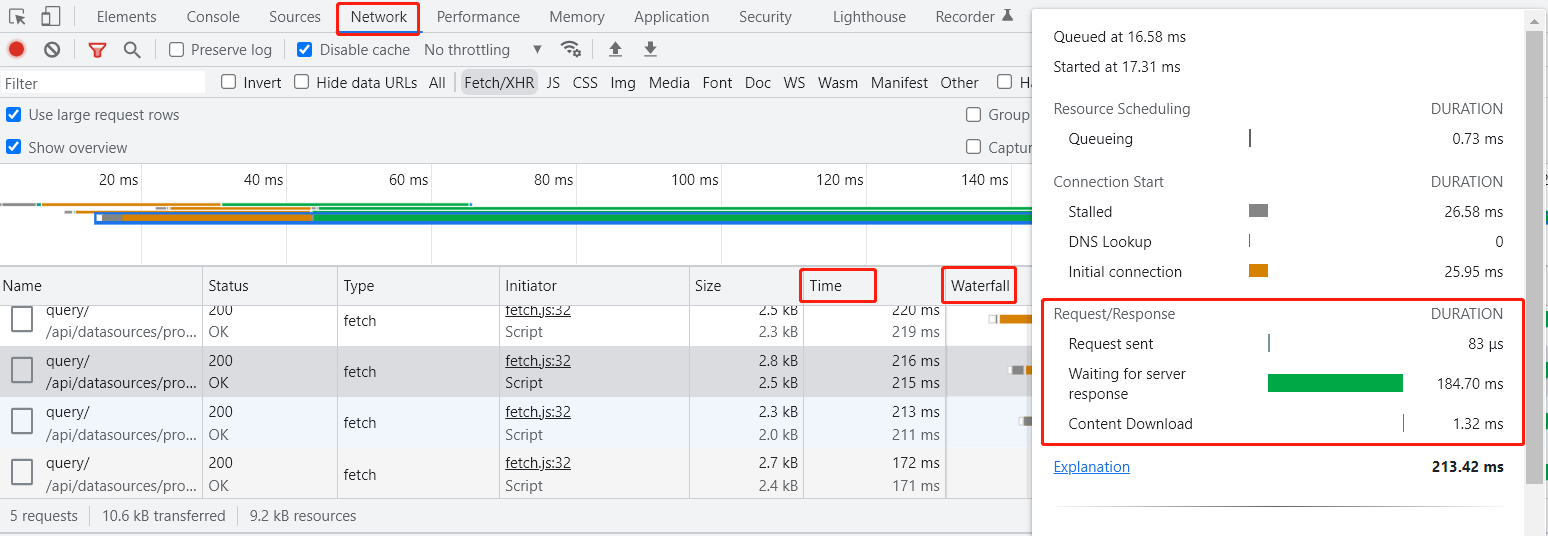 Elements Console Sources Network Performance Memory Application Security Lighthouse Recorder
Preserve log Disable cache No throttling
Filter Invert Hide data URLs All Fetch/XHR JS CSS Img Media Font Doc WS Wasm Manifest Other
Use large request rows Group
Show overview Captur
20 ms 40 ms 60 ms 80 ms 100 ms 120 ms 140 ms
Name Status Type Initiator Size Time Waterfall
query/ 200 fetch fetch.js:32 2.5 kB 220 ms
/api/datasources/pro... OK Script 2.3 kB 219 ms
query/ 200 fetch fetch.js:32 2.8 kB 216 ms
/api/datasources/pro... OK Script 2.5 kB 215 ms
query/ 200 fetch fetch.js:32 2.3 kB 213 ms
/api/datasources/pro... OK Script 2.0 kB 211 ms
query/ 200 fetch fetch.js:32 2.7 kB 172 ms
/api/datasources/pro... OK Script 2.4 kB 171 ms
5 requests 10.6 kB transferred 9.2 kB resources
Queued at 16.58 ms
Started at 17.31 ms
Resource Scheduling DURATION
Queueing 0.73 ms
Connection Start DURATION
Stalled 26.58 ms
DNS Lookup 0
Initial connection 25.95 ms
Request/Response DURATION
Request sent 83 μs
Waiting for server
response 184.70 ms
Content Download 1.32 ms
Explanation 213.42 ms